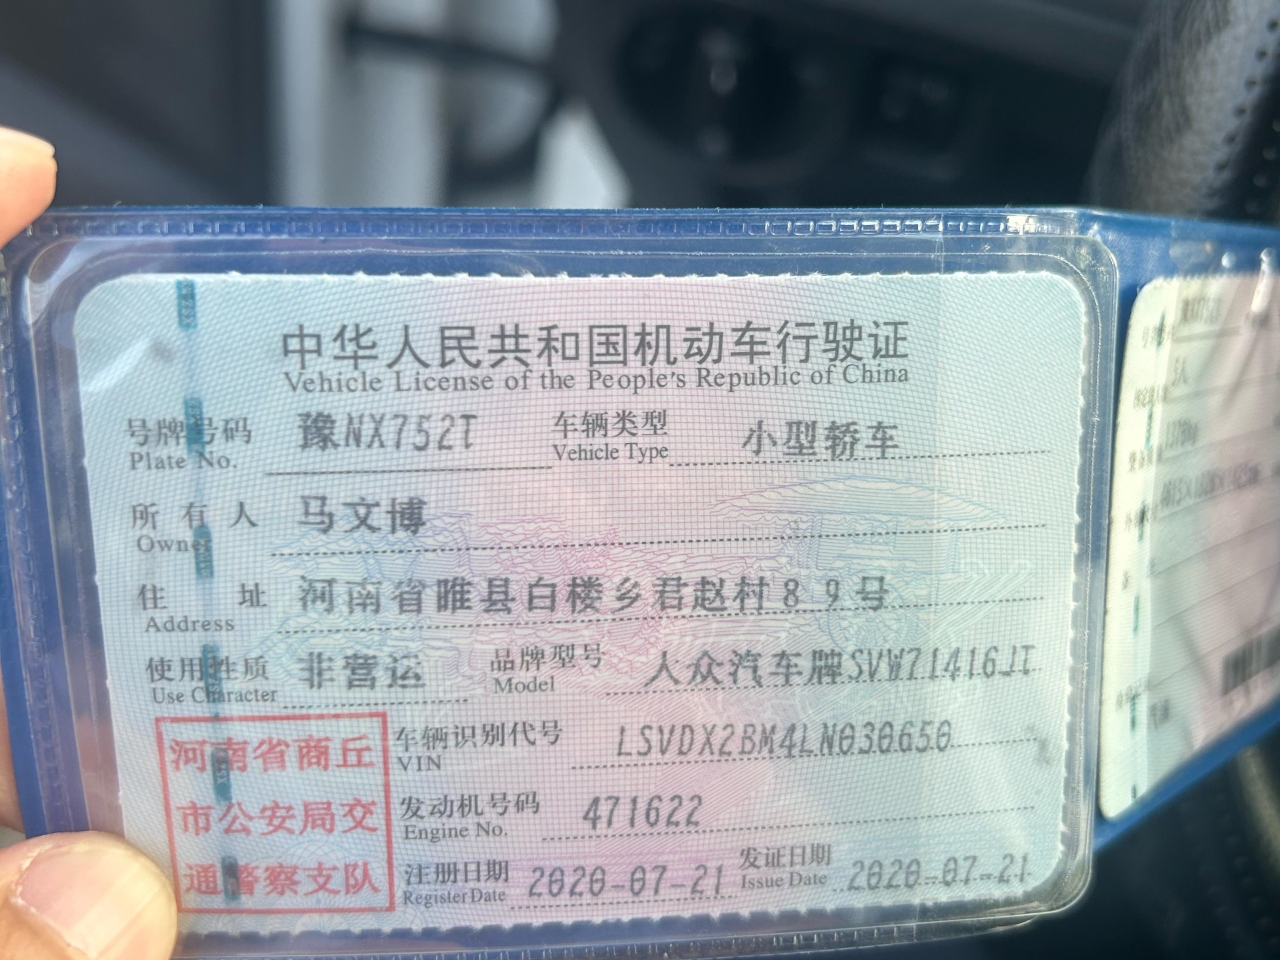 中华人民共和国机动车行驶证
Vehicle License of the People's Republic of China
号牌号码 豫NX752T 车辆类型 小型轿车
Plate No. Vehicle Type
所有人 马文博
Owner
住址 河南省睢县白楼乡君赵村89号
Address
使用性质 非营运 品牌型号 大众汽车牌SVW71416JT
Use Character Model
河南省商丘
市公安局交
通警察支队
车辆识别代号 LSVDX2BM4LN030650
VIN
发动机号码 471622
Engine No.
注册日期 2020-07-21 发证日期 2020-07-21
Register Date Issue Date